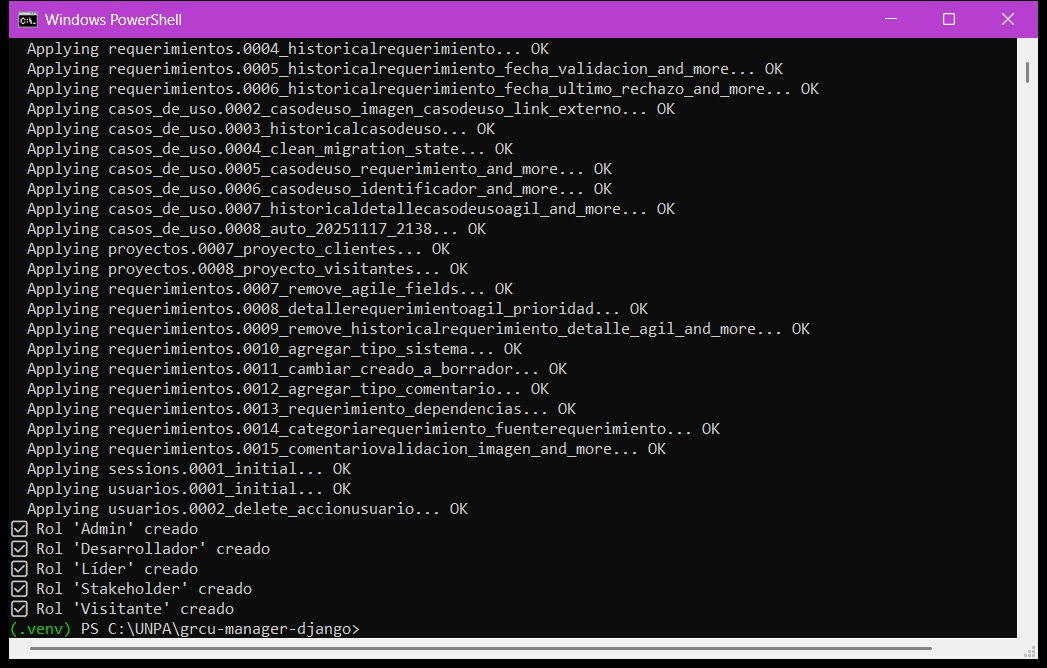 Windows PowerShell
Applying requerimientos.0004_historicalrequerimiento... OK
Applying requerimientos.0005_historicalrequerimiento_fecha_validacion_and_more... OK
Applying requerimientos.0006_historicalrequerimiento_fecha_ultimo_rechazo_and_more... OK
Applying casos_de_uso.0002_casodeuso_imagen_casodeuso_link_externo... OK
Applying casos_de_uso.0003_historicalcasodeuso... OK
Applying casos_de_uso.0004_clean_migration_state... OK
Applying casos_de_uso.0005_casodeuso_requerimiento_and_more... OK
Applying casos_de_uso.0006_casodeuso_identificador_and_more... OK
Applying casos_de_uso.0007_historicaldetallecasodeusoagil_and_more... OK
Applying casos_de_uso.0008_auto_20251117_2138... OK
Applying proyectos.0007_proyecto_clientes... OK
Applying proyectos.0008_proyecto_visitantes... OK
Applying requerimientos.0007_remove_agile_fields... OK
Applying requerimientos.0008_detallerequerimientoagil_prioridad... OK
Applying requerimientos.0009_remove_historicalrequerimiento_detalle_agil_and_more... OK
Applying requerimientos.0010_agregar_tipo_sistema... OK
Applying requerimientos.0011_cambiar_creado_a_borrador... OK
Applying requerimientos.0012_agregar_tipo_comentario... OK
Applying requerimientos.0013_requerimiento_dependencias... OK
Applying requerimientos.0014_categoriarequerimiento_fuenterequerimiento... OK
Applying requerimientos.0015_comentariovalidacion_imagen_and_more... OK
Applying sessions.0001_initial... OK
Applying usuarios.0001_initial... OK
Applying usuarios.0002_delete_accionusuario... OK
Rol 'Admin' creado
Rol 'Desarrollador' creado
Rol 'Líder' creado
Rol 'Stakeholder' creado
Rol 'Visitante' creado
(.venv) PS C:\UNPA\grcu-manager-django>